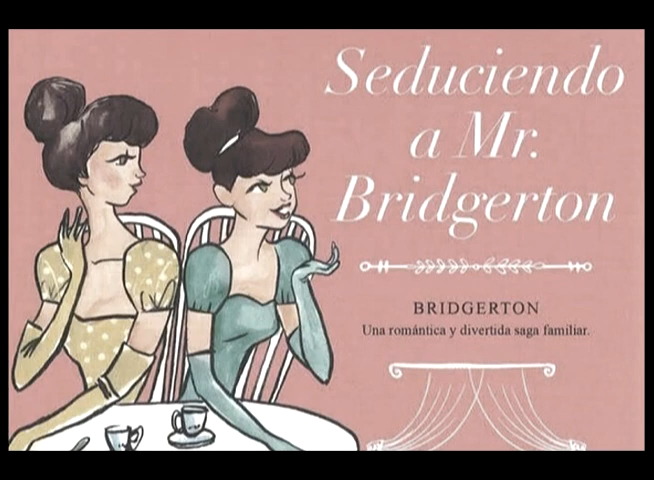 Seduciendo
a Mr.
Bridgerton
BRIDGERTON
Una romántica y divertida saga familiar.